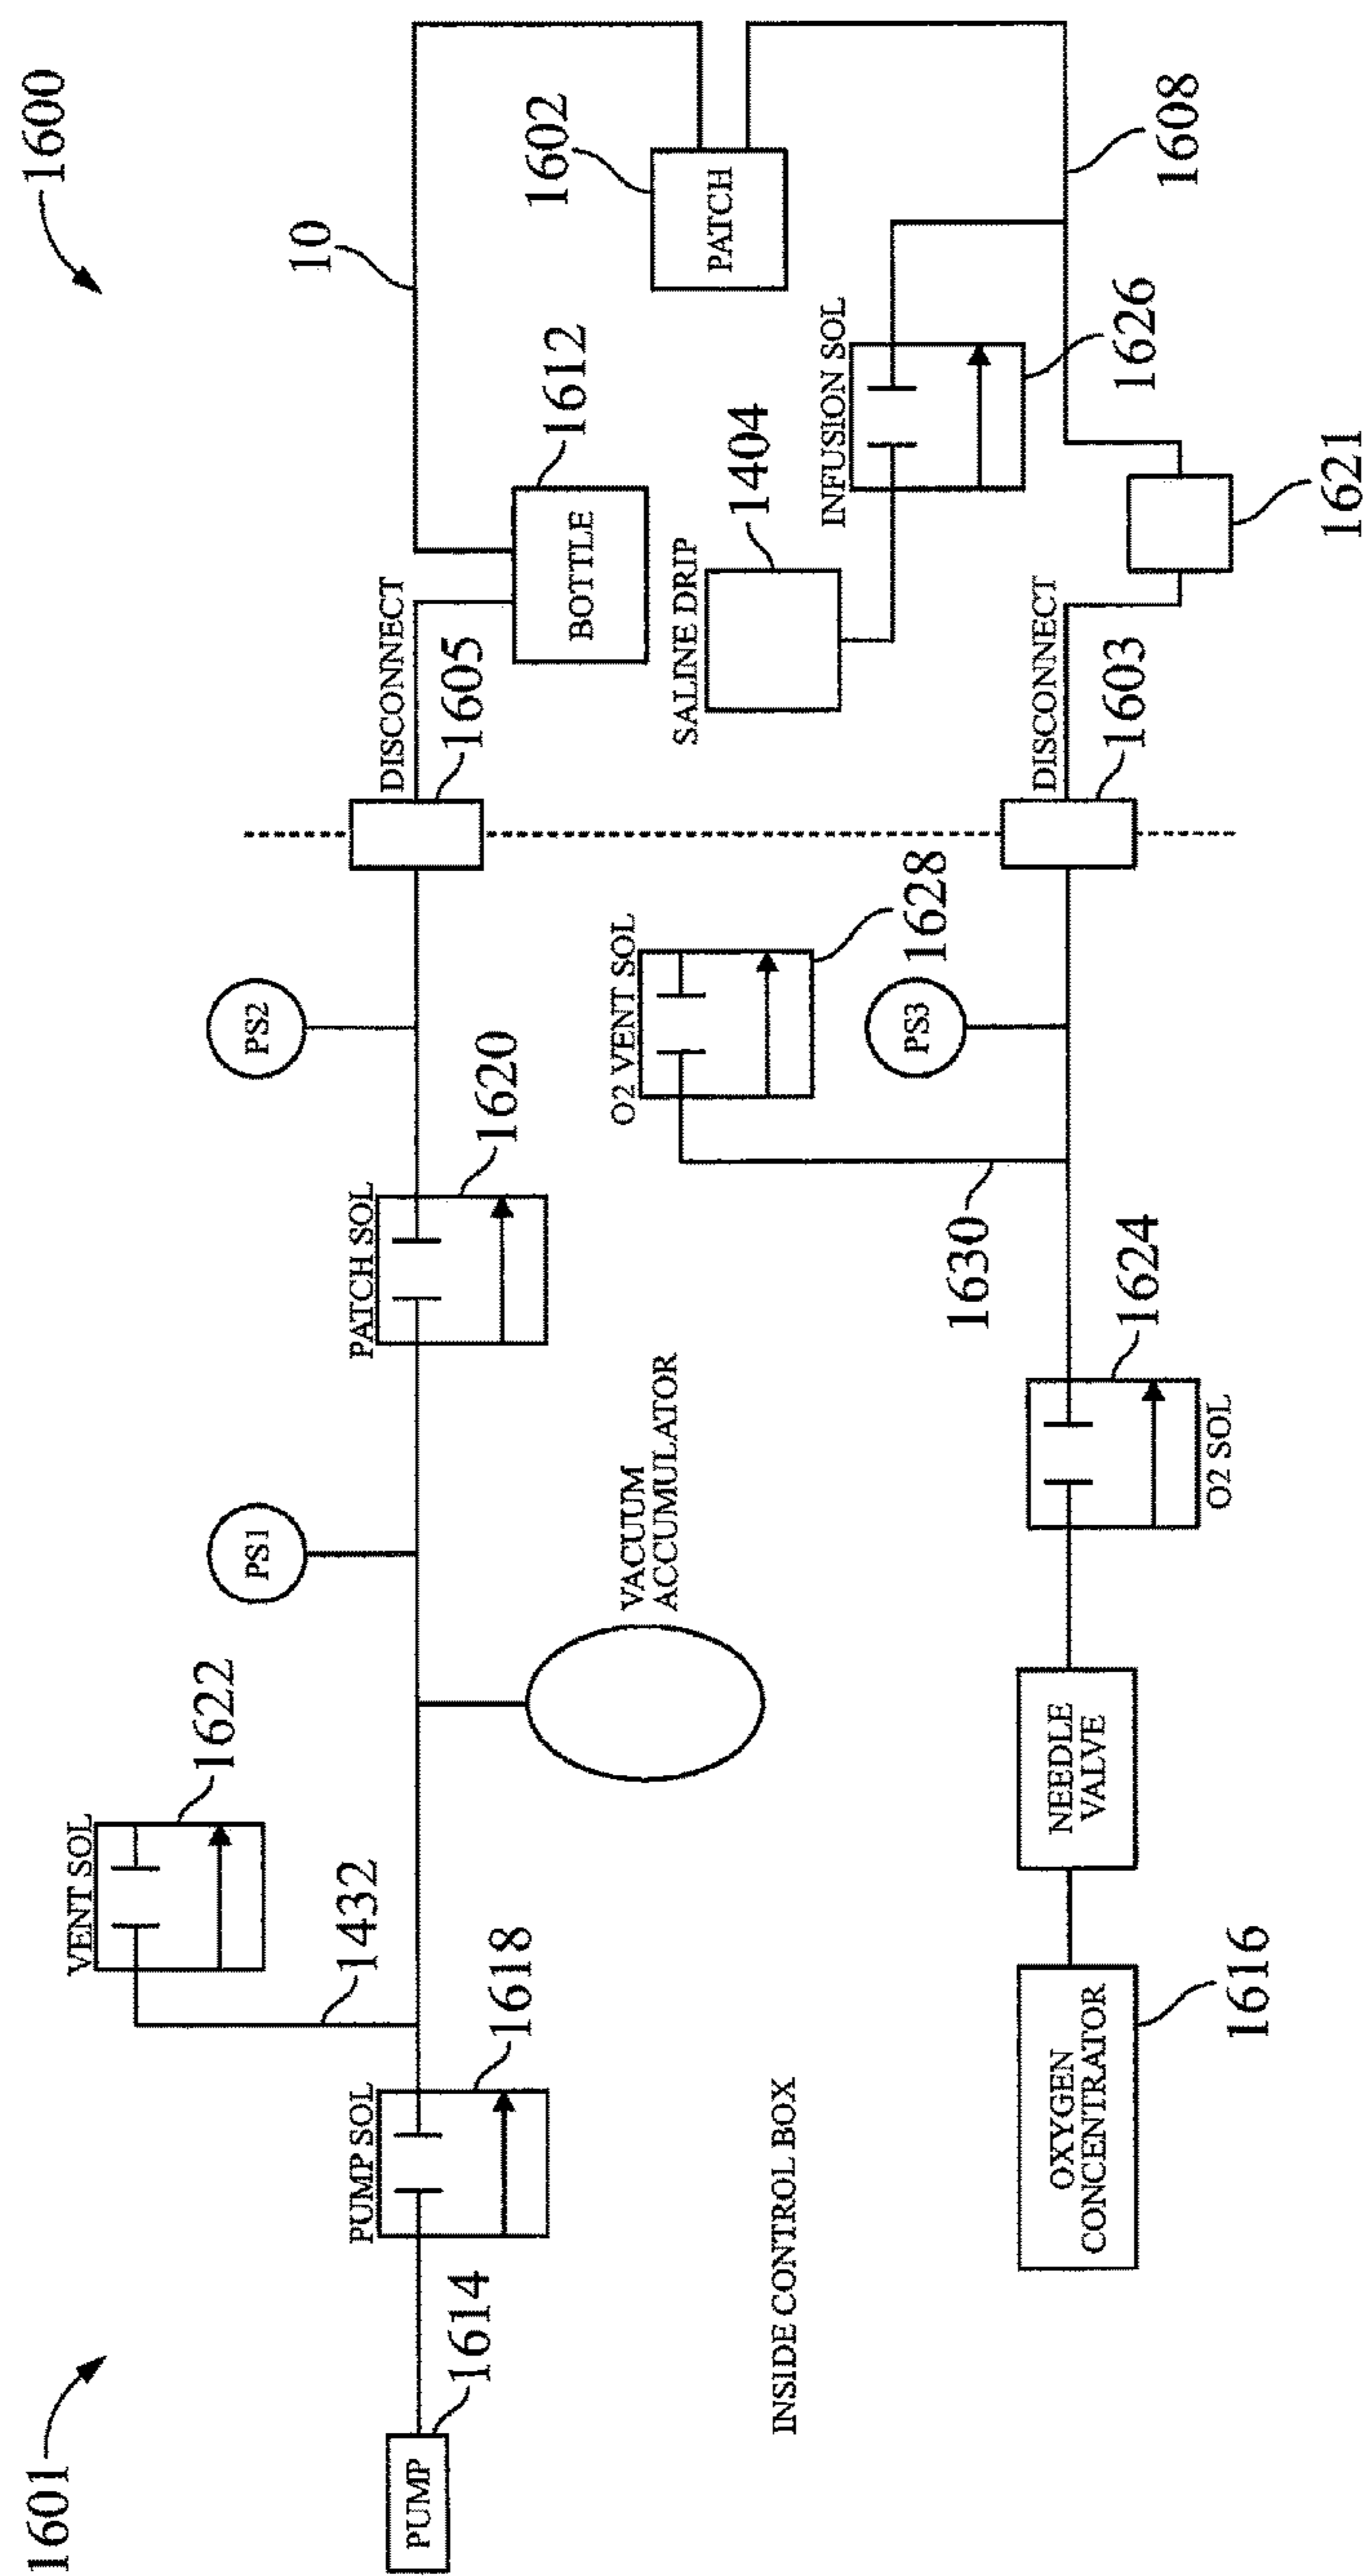 1600
1601
10
1602
PATCH
1608
BOTTLE
1612
DISCONNECT
1605
SALINE DRIP
1404
INFUSION SOL
1626
1621
DISCONNECT
1603
PS2
PATCH SOL
1620
O2 VENT SOL
1628
PS3
1630
PS1
VACUUM
ACCUMULATOR
1624
O2 SOL
VENT SOL
1622
1432
NEEDLE
VALVE
PUMP SOL
1618
PUMP
1614
INSIDE CONTROL BOX
OXYGEN
CONCENTRATOR
1616